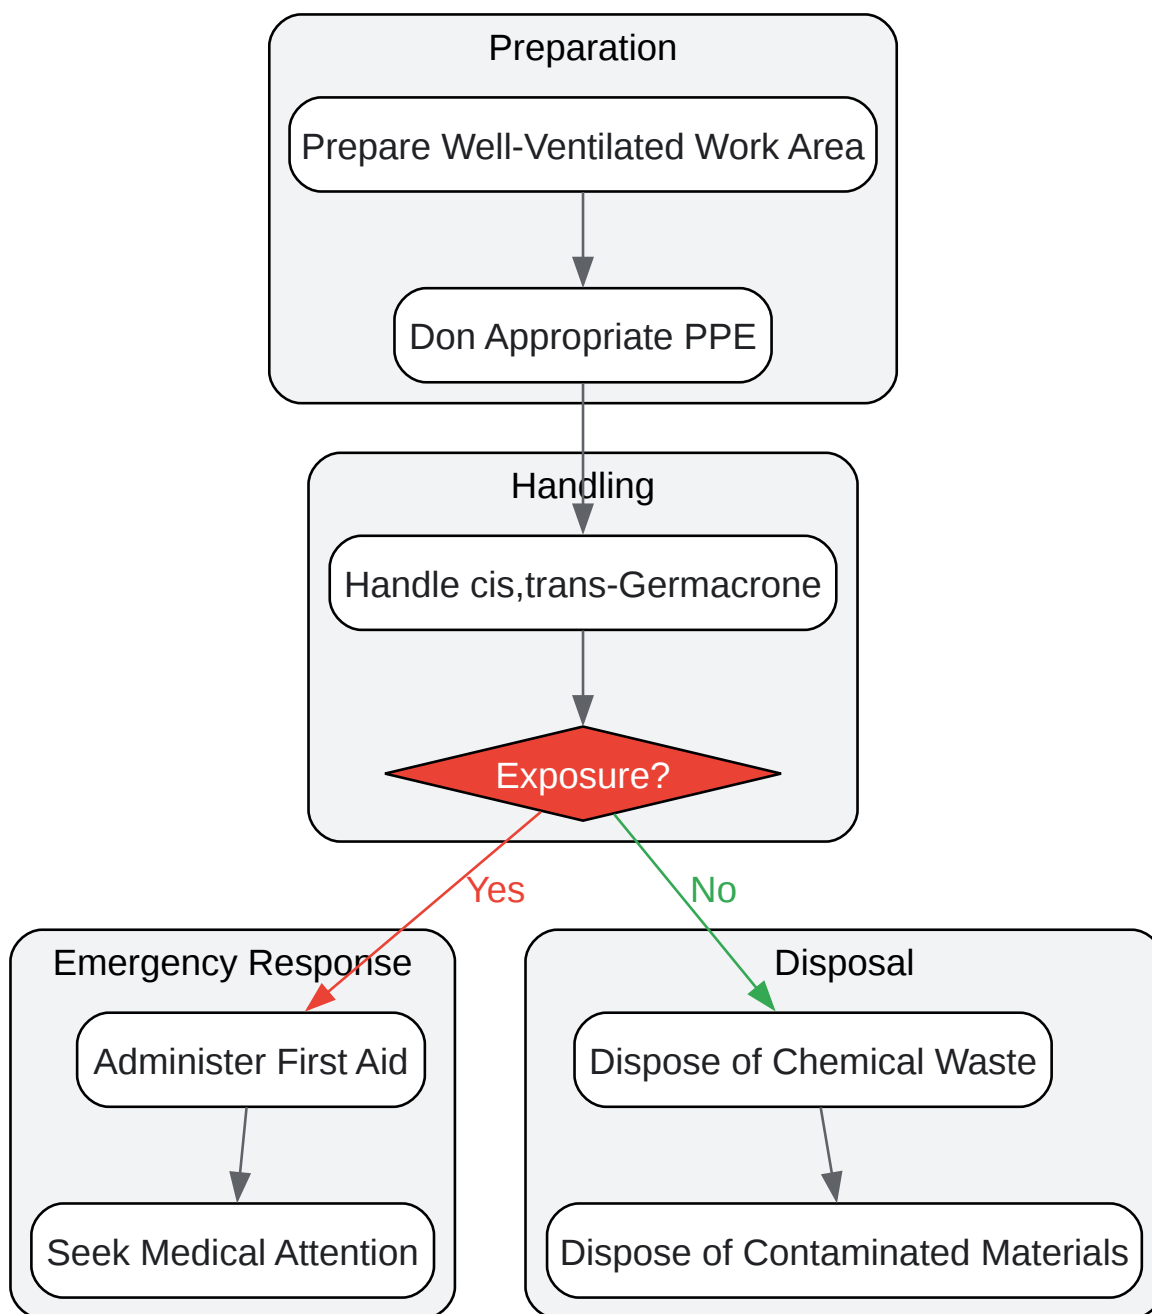 Preparation
Prepare Well-Ventilated Work Area
Don Appropriate PPE
Handling
Handle cis,trans-Germacrone
Exposure?
Yes
No
Emergency Response
Administer First Aid
Seek Medical Attention
Disposal
Dispose of Chemical Waste
Dispose of Contaminated Materials